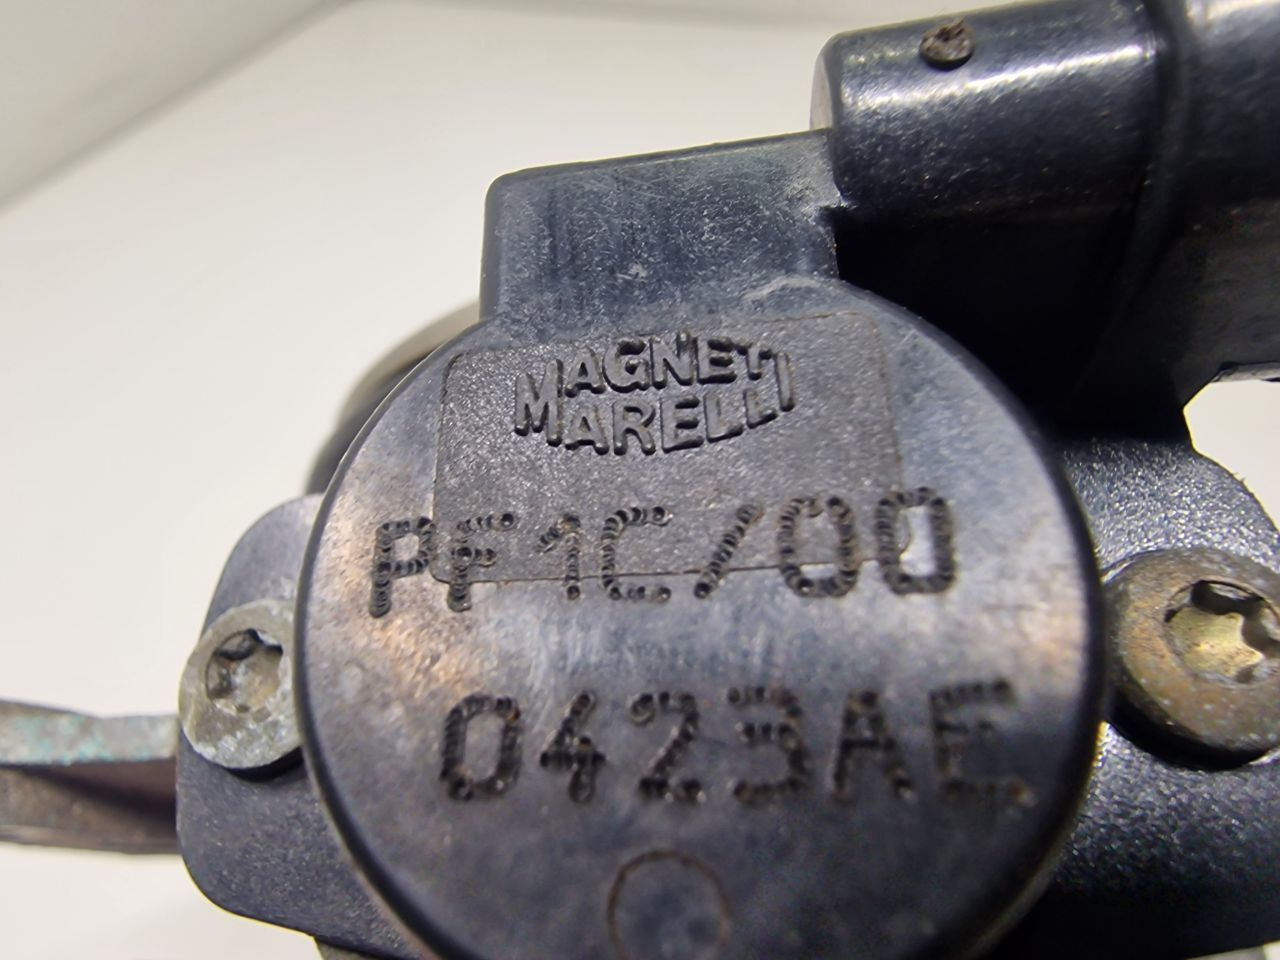 MAGNETI
MARELLI
PF1C/00
0423AE